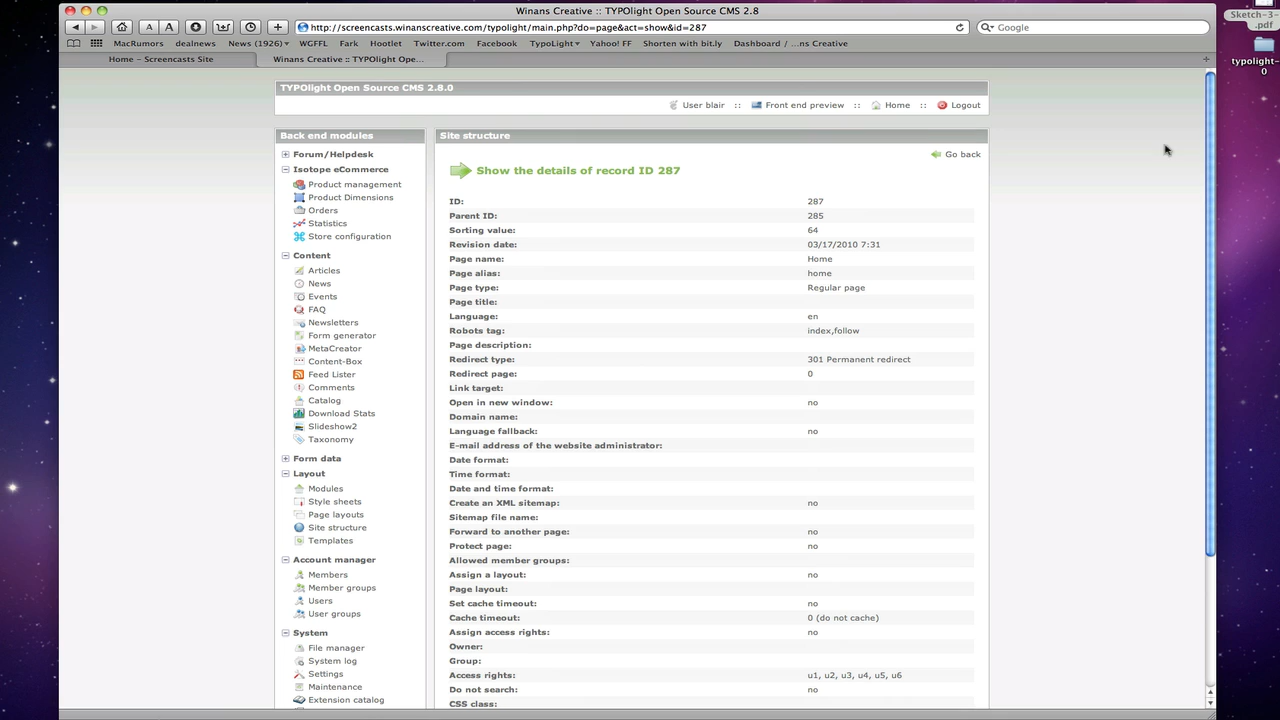 Winans Creative :: TYPOlight Open Source CMS 2.8
Sketch-3-
.pdf
A A http://screencasts.winanscreative.com/typolight/main.php?do=page&act=show&id=287 Google
MacRumors dealnews News (1926) WGFFL Fark Hootlet Twitter.com Facebook TypoLight Yahoo! FF Shorten with bit.ly Dashboard / ...ns Creative
Home – Screencasts Site Winans Creative :: TYPOlight Ope...
typolight-
0
TYPOlight Open Source CMS 2.8.0
User blair :: Front end preview :: Home :: Logout
Back end modules
Forum/Helpdesk
Isotope eCommerce
Product management
Product Dimensions
Orders
Statistics
Store configuration
Content
Articles
News
Events
FAQ
Newsletters
Form generator
MetaCreator
Content-Box
Feed Lister
Comments
Catalog
Download Stats
Slideshow2
Taxonomy
Form data
Layout
Modules
Style sheets
Page layouts
Site structure
Templates
Account manager
Members
Member groups
Users
User groups
System
File manager
System log
Settings
Maintenance
Extension catalog
Site structure
Go back
Show the details of record ID 287
ID: 287
Parent ID: 285
Sorting value: 64
Revision date: 03/17/2010 7:31
Page name: Home
Page alias: home
Page type: Regular page
Page title:
Language: en
Robots tag: index,follow
Page description:
Redirect type: 301 Permanent redirect
Redirect page: 0
Link target:
Open in new window: no
Domain name:
Language fallback: no
E-mail address of the website administrator:
Date format:
Time format:
Date and time format:
Create an XML sitemap: no
Sitemap file name:
Forward to another page: no
Protect page: no
Allowed member groups:
Assign a layout: no
Page layout:
Set cache timeout: no
Cache timeout: 0 (do not cache)
Assign access rights: no
Owner:
Group:
Access rights: u1, u2, u3, u4, u5, u6
Do not search: no
CSS class: